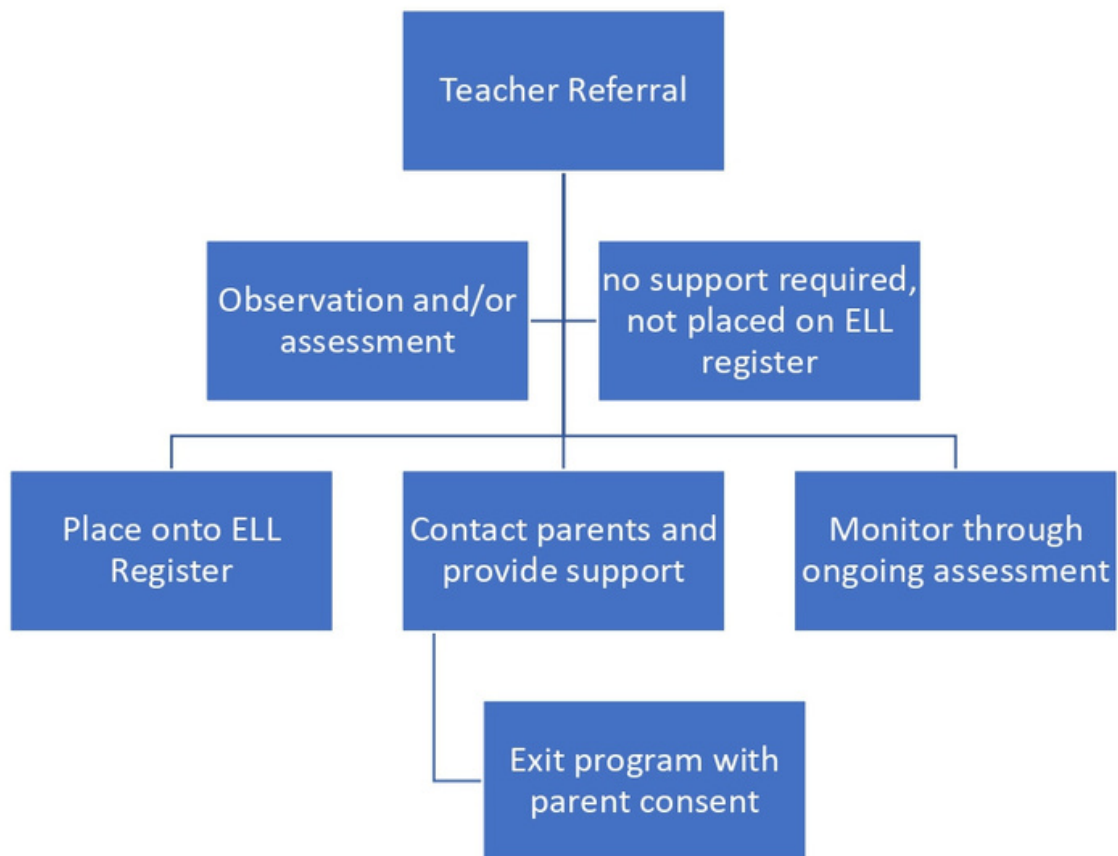 Teacher Referral
Observation and/or
assessment
no support required,
not placed on ELL
register
Place onto ELL
Register
Contact parents and
provide support
Monitor through
ongoing assessment
Exit program with
parent consent